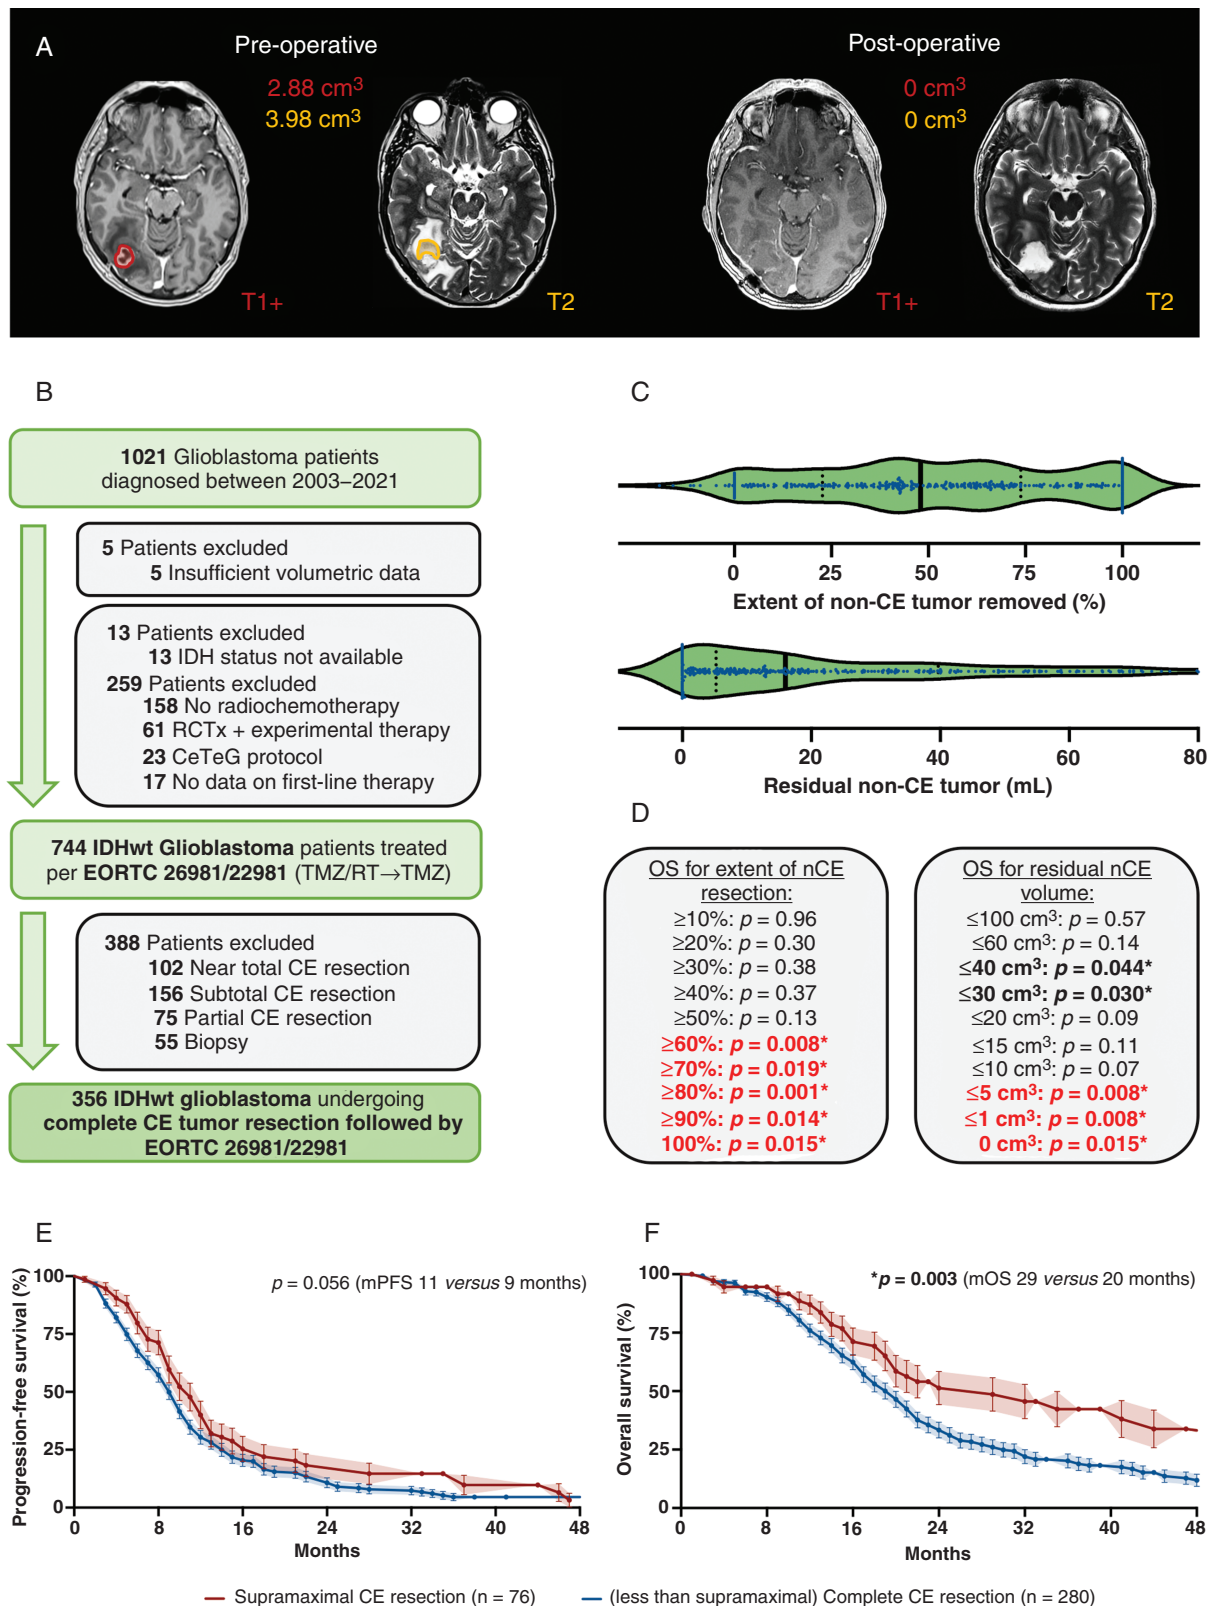 A
Pre-operative
Post-operative
2.88 cm³
3.98 cm³
0 cm³
0 cm³
T1+
T2
T1+
T2
B
1021 Glioblastoma patients
diagnosed between 2003–2021
5 Patients excluded
5 Insufficient volumetric data
13 Patients excluded
13 IDH status not available
259 Patients excluded
158 No radiochemotherapy
61 RCTx + experimental therapy
23 CeTeG protocol
17 No data on first-line therapy
744 IDHwt Glioblastoma patients treated
per EORTC 26981/22981 (TMZ/RT→TMZ)
388 Patients excluded
102 Near total CE resection
156 Subtotal CE resection
75 Partial CE resection
55 Biopsy
356 IDHwt glioblastoma undergoing
complete CE tumor resection followed by
EORTC 26981/22981
C
0 25 50 75 100
Extent of non-CE tumor removed (%)
0 20 40 60 80
Residual non-CE tumor (mL)
D
OS for extent of nCE
resection:
≥10%: p = 0.96
≥20%: p = 0.30
≥30%: p = 0.38
≥40%: p = 0.37
≥50%: p = 0.13
≥60%: p = 0.008*
≥70%: p = 0.019*
≥80%: p = 0.001*
≥90%: p = 0.014*
100%: p = 0.015*
OS for residual nCE
volume:
≤100 cm³: p = 0.57
≤60 cm³: p = 0.14
≤40 cm³: p = 0.044*
≤30 cm³: p = 0.030*
≤20 cm³: p = 0.09
≤15 cm³: p = 0.11
≤10 cm³: p = 0.07
≤5 cm³: p = 0.008*
≤1 cm³: p = 0.008*
0 cm³: p = 0.015*
E
Progression-free survival (%)
100
75
50
25
0
p = 0.056 (mPFS 11 versus 9 months)
0 8 16 24 32 40 48
Months
F
Overall survival (%)
100
75
50
25
0
*p = 0.003 (mOS 29 versus 20 months)
0 8 16 24 32 40 48
Months
Supramaximal CE resection (n = 76)
(less than supramaximal) Complete CE resection (n = 280)